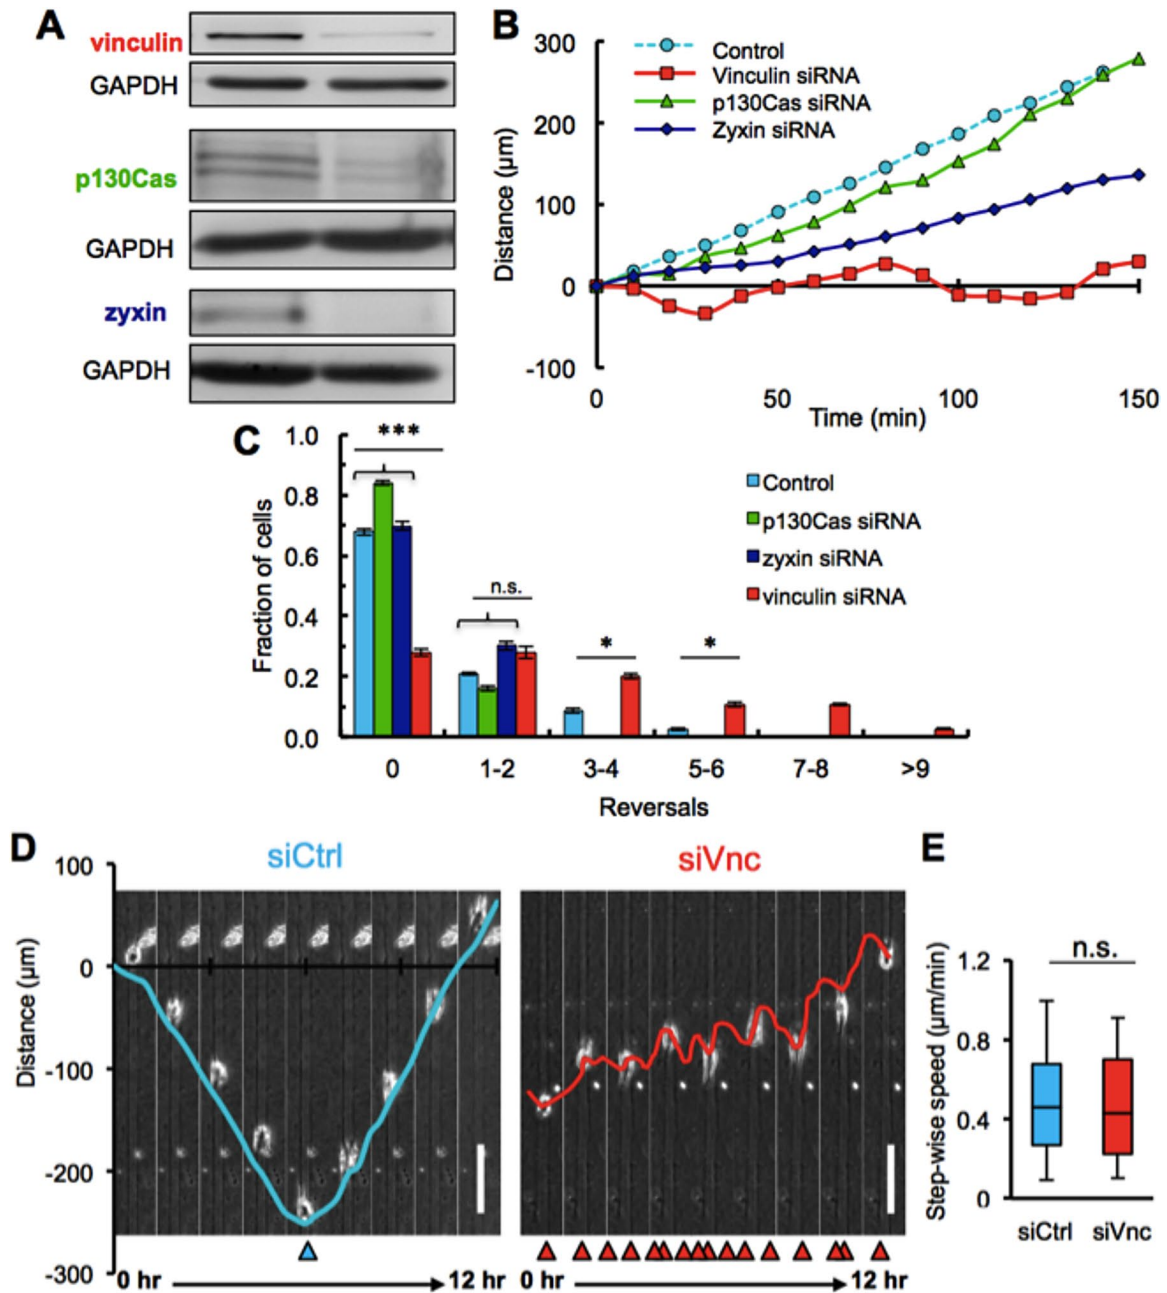 A
vinculin
GAPDH
p130Cas
GAPDH
zyxin
GAPDH
B
Distance (μm)
300
200
100
0
-100
Control
Vinculin siRNA
p130Cas siRNA
Zyxin siRNA
0
50
100
150
Time (min)
C
Fraction of cells
1.0
0.8
0.6
0.4
0.2
0.0
***
n.s.
*
*
Control
p130Cas siRNA
zyxin siRNA
vinculin siRNA
0
1-2
3-4
5-6
7-8
>9
Reversals
D
siCtrl
siVnc
Distance (μm)
100
0
-100
-200
-300
0 hr
12 hr
0 hr
12 hr
E
Step-wise speed (μm/min)
1.2
0.8
0.4
0
n.s.
siCtrl
siVnc